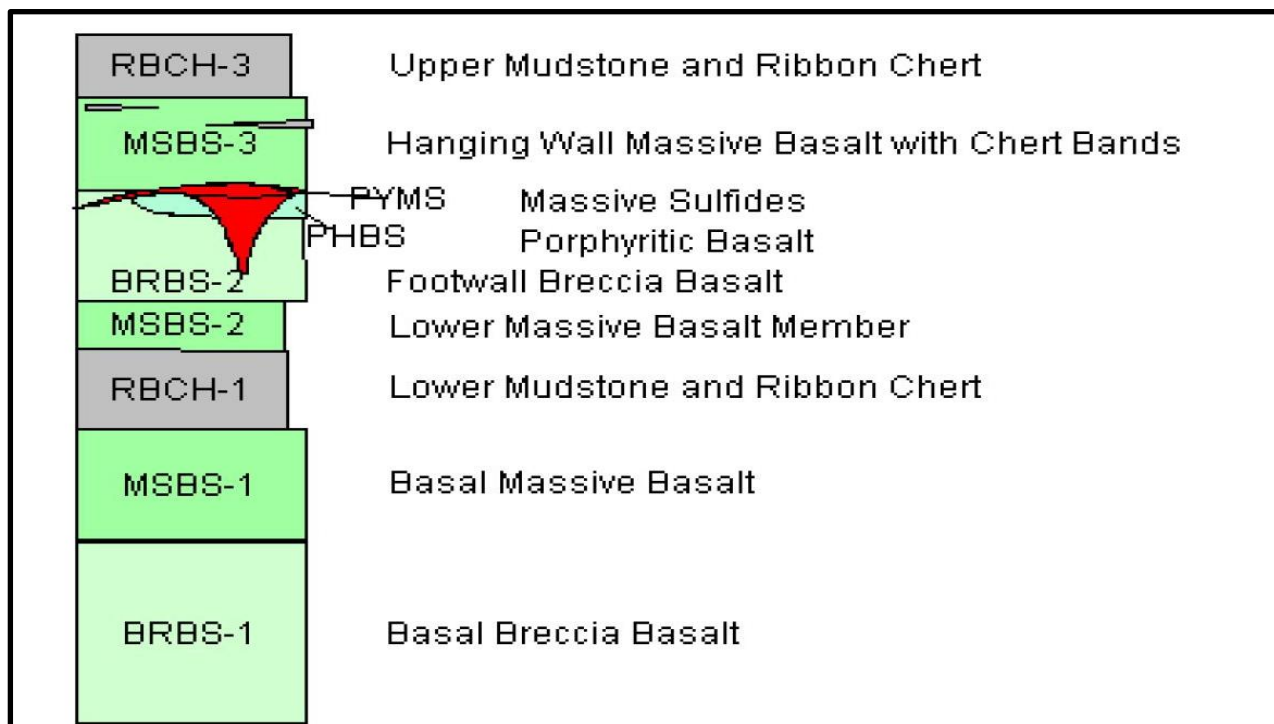 RBCH-3 Upper Mudstone and Ribbon Chert
MSBS-3 Hanging Wall Massive Basalt with Chert Bands
PYMS Massive Sulfides
PHBS Porphyritic Basalt
BRBS-2 Footwall Breccia Basalt
MSBS-2 Lower Massive Basalt Member
RBCH-1 Lower Mudstone and Ribbon Chert
MSBS-1 Basal Massive Basalt
BRBS-1 Basal Breccia Basalt